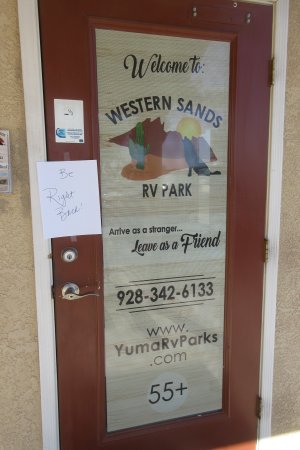 Welcome to:
WESTERN SANDS
RV PARK
Be
Right
Back!
Arrive as a stranger...
Leave as a Friend
928-342-6133
www.
YumaRvParks
.com
55+